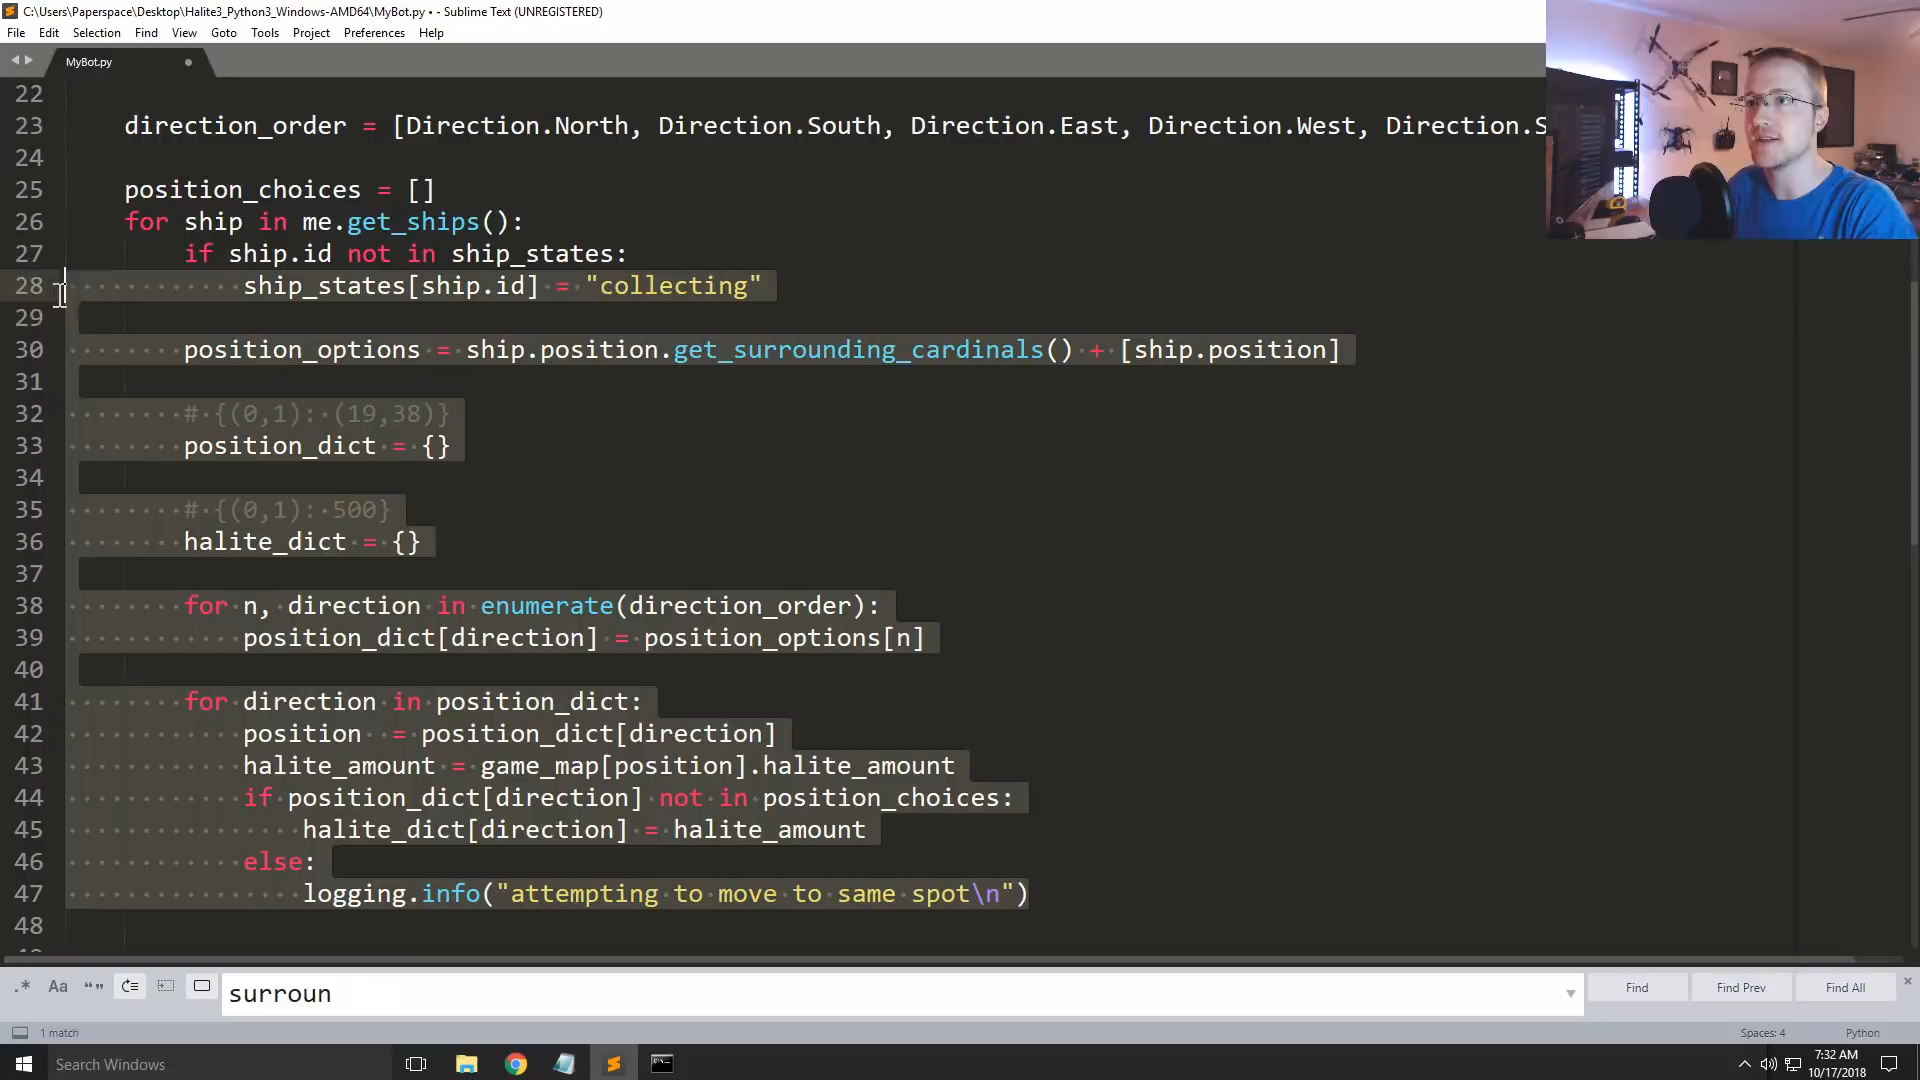 C:\Users\Paperspace\Desktop\Halite3_Python3_Windows-AMD64\MyBot.py • - Sublime Text (UNREGISTERED)
File Edit Selection Find View Goto Tools Project Preferences Help
MyBot.py
22
23 direction_order = [Direction.North, Direction.South, Direction.East, Direction.West, Direction.S
24
25 position_choices = []
26 for ship in me.get_ships():
27 if ship.id not in ship_states:
28 ship_states[ship.id] = "collecting"
29
30 position_options = ship.position.get_surrounding_cardinals() + [ship.position]
31
32 # {(0,1): (19,38)}
33 position_dict = {}
34
35 # {(0,1): 500}
36 halite_dict = {}
37
38 for n, direction in enumerate(direction_order):
39 position_dict[direction] = position_options[n]
40
41 for direction in position_dict:
42 position = position_dict[direction]
43 halite_amount = game_map[position].halite_amount
44 if position_dict[direction] not in position_choices:
45 halite_dict[direction] = halite_amount
46 else:
47 logging.info("attempting to move to same spot\n")
48
.* Aa “” surroun Find Find Prev Find All
1 match Spaces: 4 Python
Search Windows 7:32 AM
10/17/2018